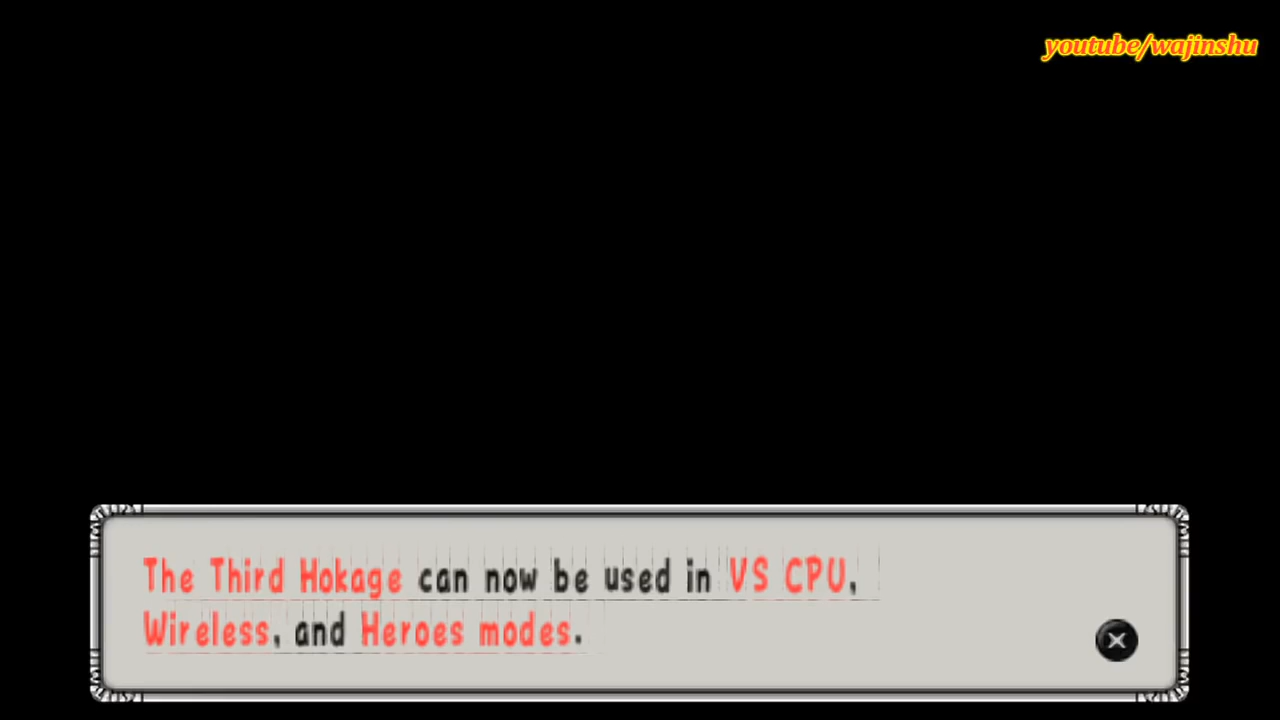 youtube/wajinshu
The Third Hokage can now be used in VS CPU,
Wireless, and Heroes modes.